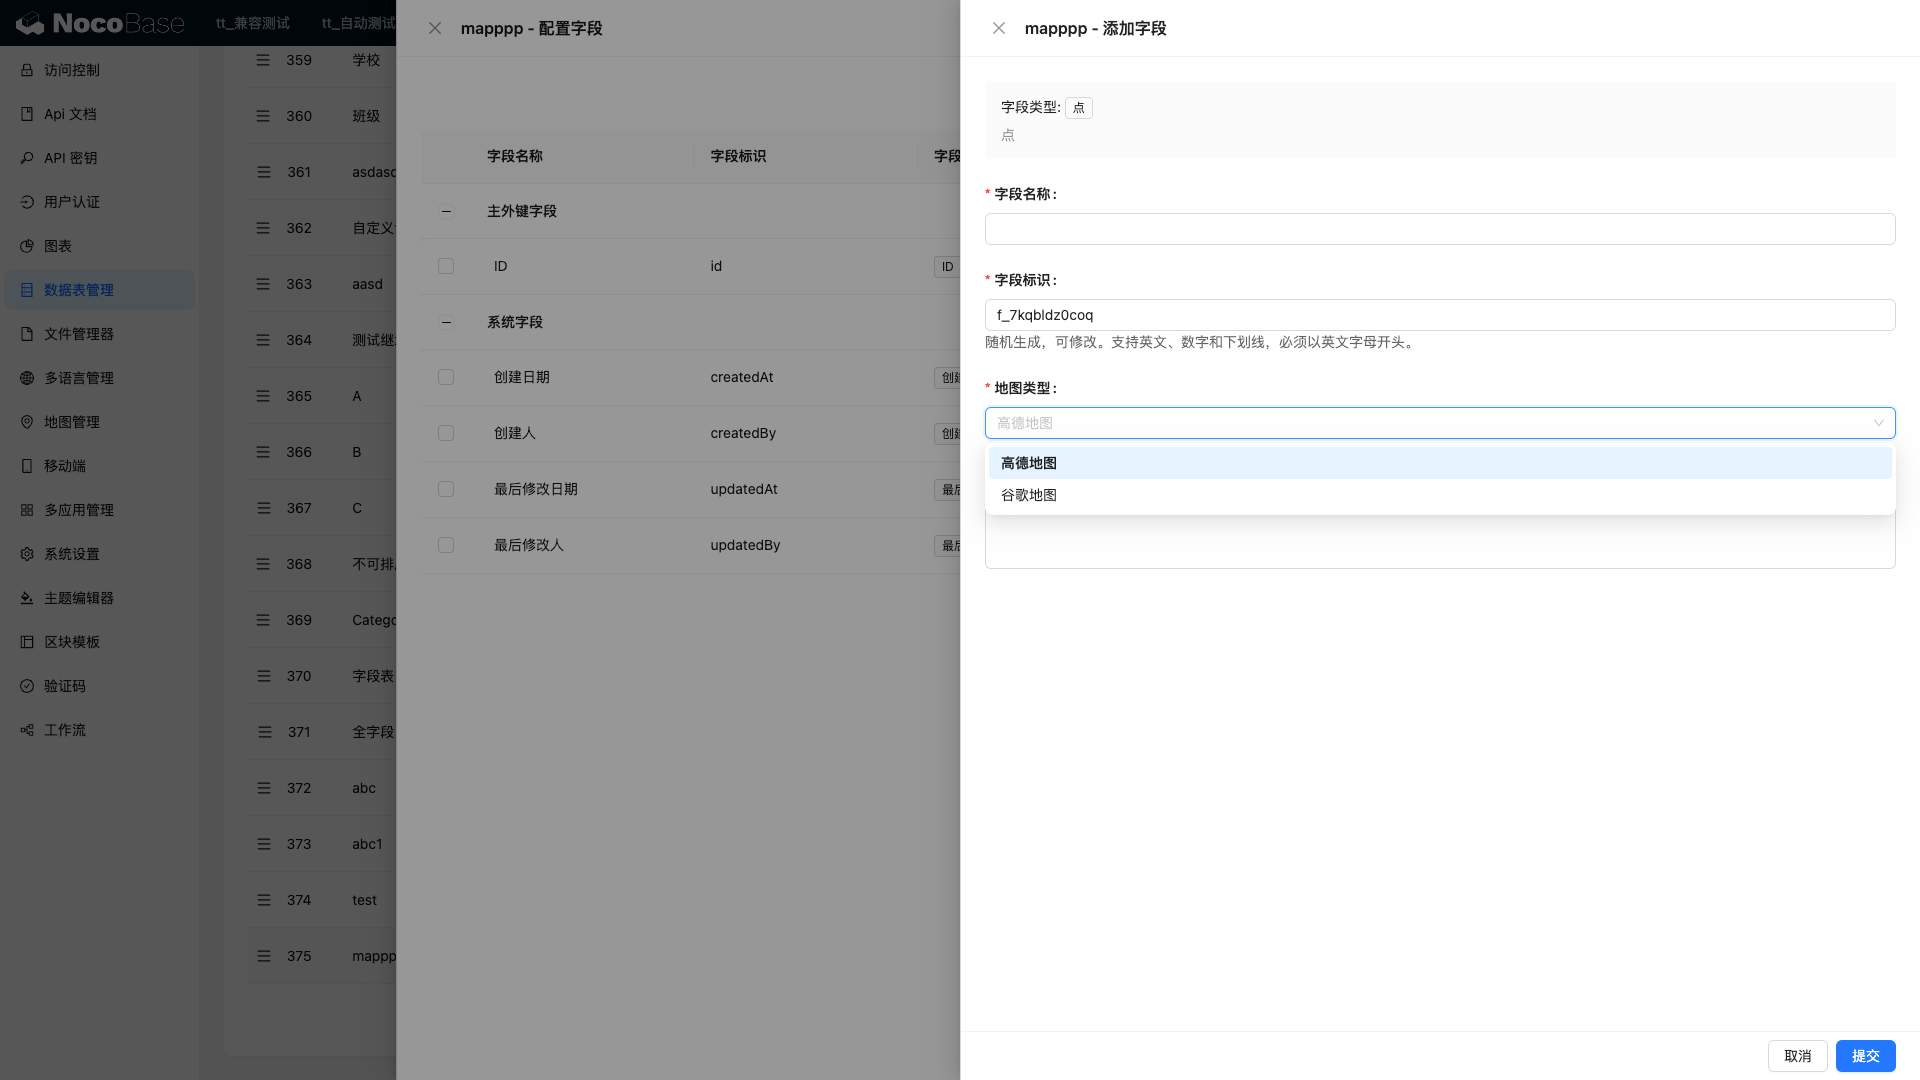 NocoBase
tt_兼容测试
tt_自动测试
访问控制
Api 文档
API 密钥
用户认证
图表
数据表管理
文件管理器
多语言管理
地图管理
移动端
多应用管理
系统设置
主题编辑器
区块模板
验证码
工作流
359 学校
360 班级
361 asdasd
362 自定义
363 aasd
364 测试继
365 A
366 B
367 C
368 不可排
369 Catego
370 字段表
371 全字段
372 abc
373 abc1
374 test
375 mappp
mapppp - 配置字段
字段名称 字段标识 字段
主外键字段
ID id ID
系统字段
创建日期 createdAt 创建
创建人 createdBy 创建
最后修改日期 updatedAt 最后
最后修改人 updatedBy 最后
mapppp - 添加字段
字段类型: 点
点
* 字段名称:
* 字段标识:
f_7kqbldz0coq
随机生成，可修改。支持英文、数字和下划线，必须以英文字母开头。
* 地图类型:
高德地图
高德地图
谷歌地图
取消 提交